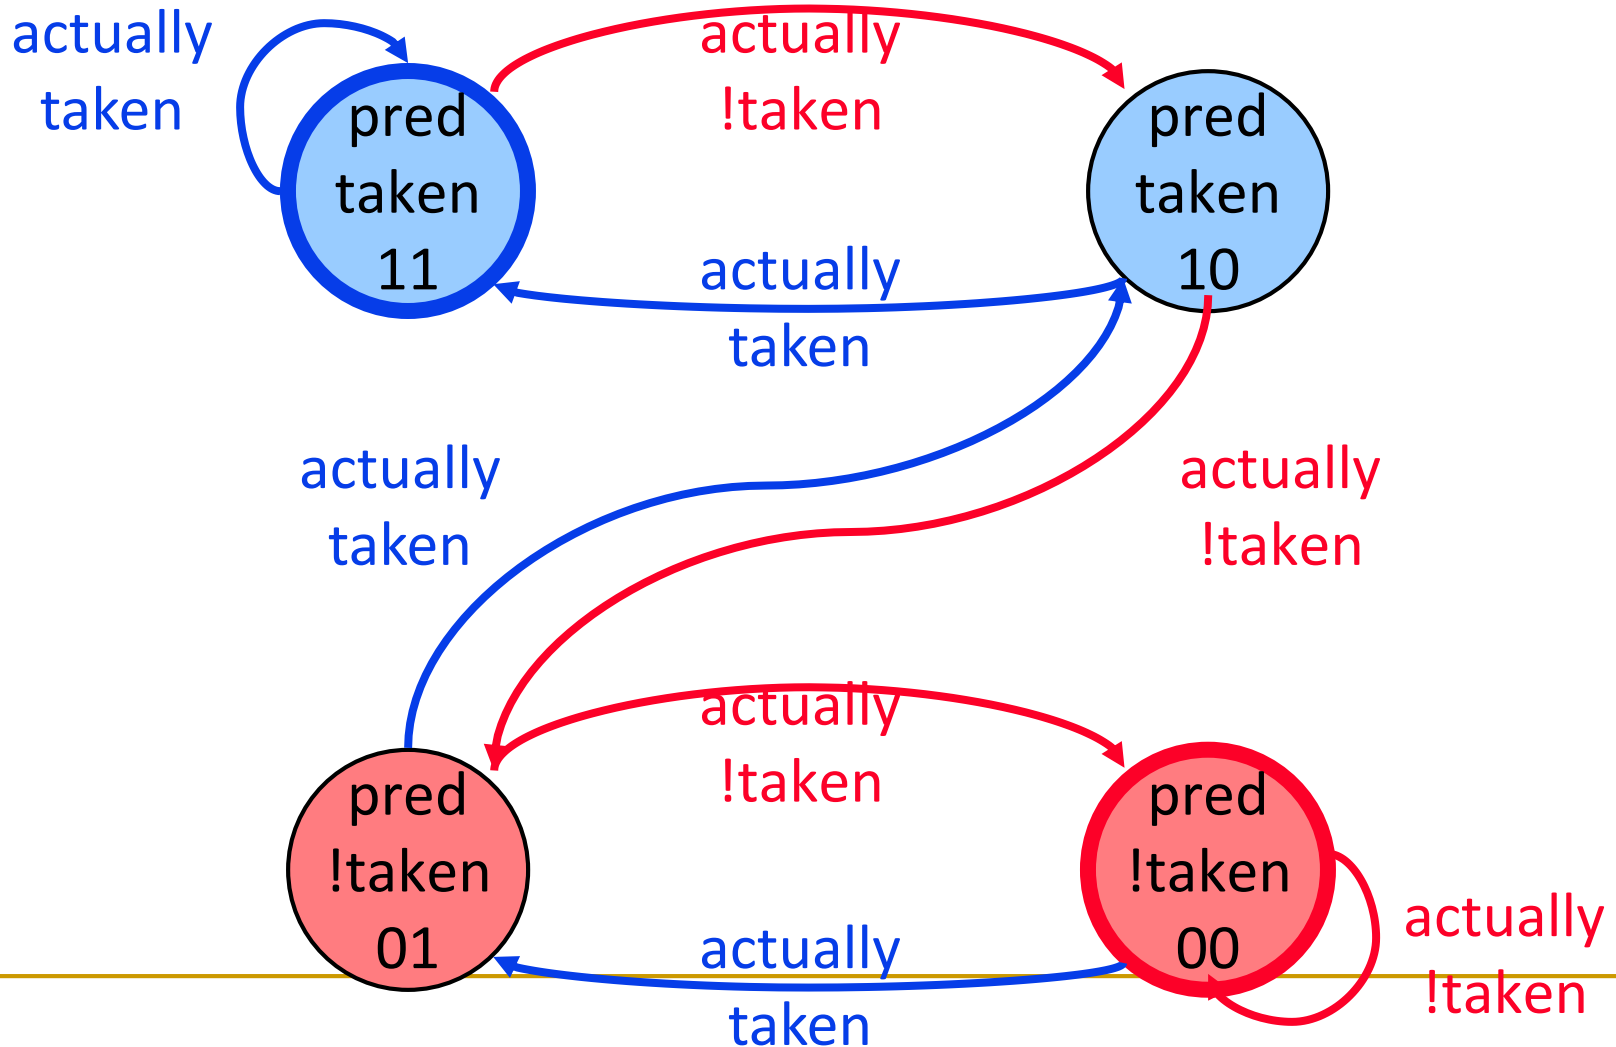 actually
taken
pred
taken
11
actually
!taken
pred
taken
10
actually
taken
actually
taken
actually
!taken
actually
!taken
pred
!taken
01
pred
!taken
00
actually
taken
actually
!taken